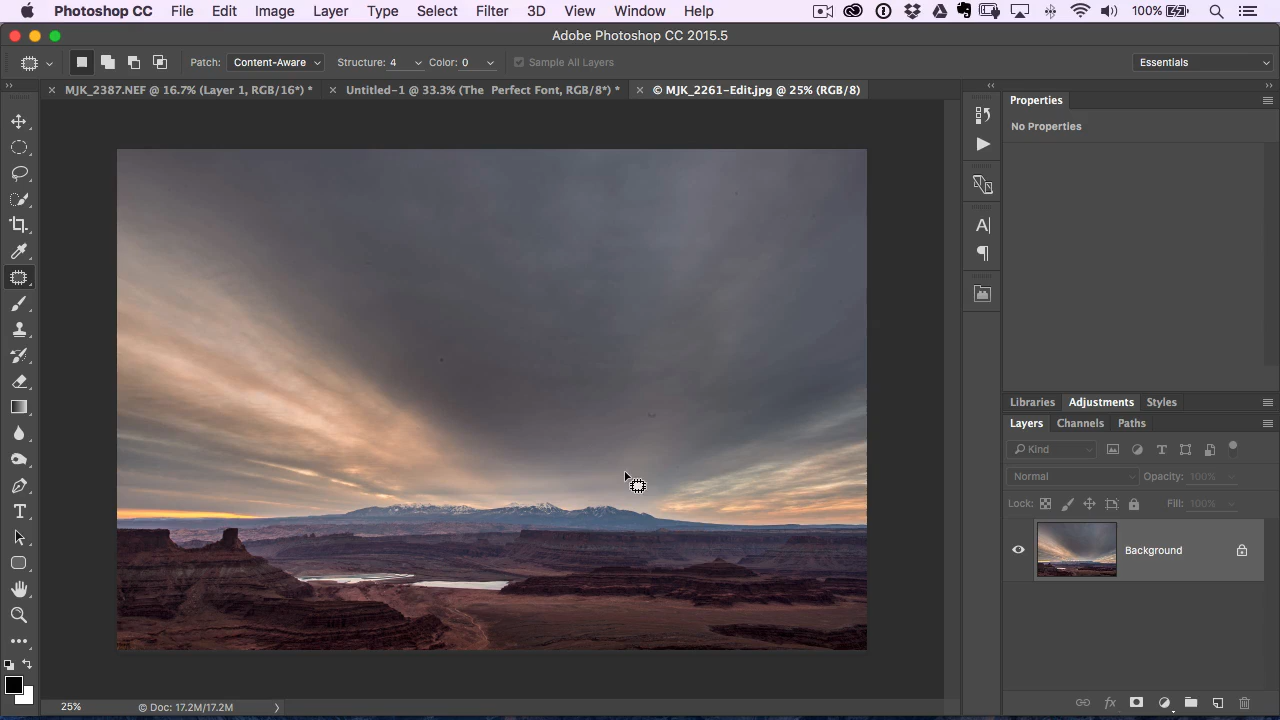 Photoshop CC File Edit Image Layer Type Select Filter 3D View Window Help 100%
Adobe Photoshop CC 2015.5
Patch: Content-Aware Structure: 4 Color: 0 Sample All Layers Essentials
MJK_2387.NEF @ 16.7% (Layer 1, RGB/16*) * Untitled-1 @ 33.3% (The Perfect Font, RGB/8*) * © MJK_2261-Edit.jpg @ 25% (RGB/8)
Properties
No Properties
Libraries Adjustments Styles
Layers Channels Paths
Kind
Normal Opacity: 100%
Lock: Fill: 100%
Background
25% © Doc: 17.2M/17.2M